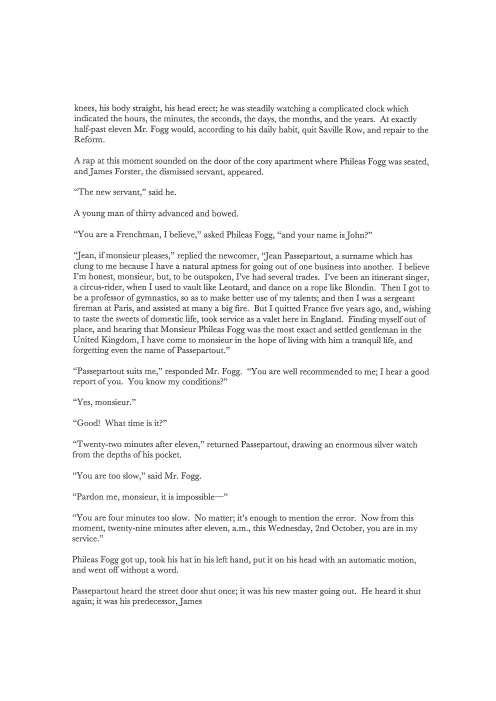 knees, his body straight, his head erect; he was steadily watching a complicated clock which
indicated the hours, the minutes, the seconds, the days, the months, and the years. At exactly
half-past eleven Mr. Fogg would, according to his daily habit, quit Saville Row, and repair to the
Reform.
A rap at this moment sounded on the door of the cosy apartment where Phileas Fogg was seated,
and James Forster, the dismissed servant, appeared.
“The new servant,” said he.
A young man of thirty advanced and bowed.
“You are a Frenchman, I believe,” asked Phileas Fogg, “and your name is John?”
“Jean, if monsieur pleases,” replied the newcomer, “Jean Passepartout, a surname which has
clung to me because I have a natural aptness for going out of one business into another. I believe
I’m honest, monsieur, but, to be outspoken, I’ve had several trades. I’ve been an itinerant singer,
a circus-rider, when I used to vault like Leotard, and dance on a rope like Blondin. Then I got to
be a professor of gymnastics, so as to make better use of my talents; and then I was a sergeant
fireman at Paris, and assisted at many a big fire. But I quitted France five years ago, and, wishing
to taste the sweets of domestic life, took service as a valet here in England. Finding myself out of
place, and hearing that Monsieur Phileas Fogg was the most exact and settled gentleman in the
United Kingdom, I have come to monsieur in the hope of living with him a tranquil life, and
forgetting even the name of Passepartout.”
“Passepartout suits me,” responded Mr. Fogg. “You are well recommended to me; I hear a good
report of you. You know my conditions?”
“Yes, monsieur.”
“Good! What time is it?”
“Twenty-two minutes after eleven,” returned Passepartout, drawing an enormous silver watch
from the depths of his pocket.
“You are too slow,” said Mr. Fogg.
“Pardon me, monsieur, it is impossible—”
“You are four minutes too slow. No matter; it’s enough to mention the error. Now from this
moment, twenty-nine minutes after eleven, a.m., this Wednesday, 2nd October, you are in my
service.”
Phileas Fogg got up, took his hat in his left hand, put it on his head with an automatic motion,
and went off without a word.
Passepartout heard the street door shut once; it was his new master going out. He heard it shut
again; it was his predecessor, James